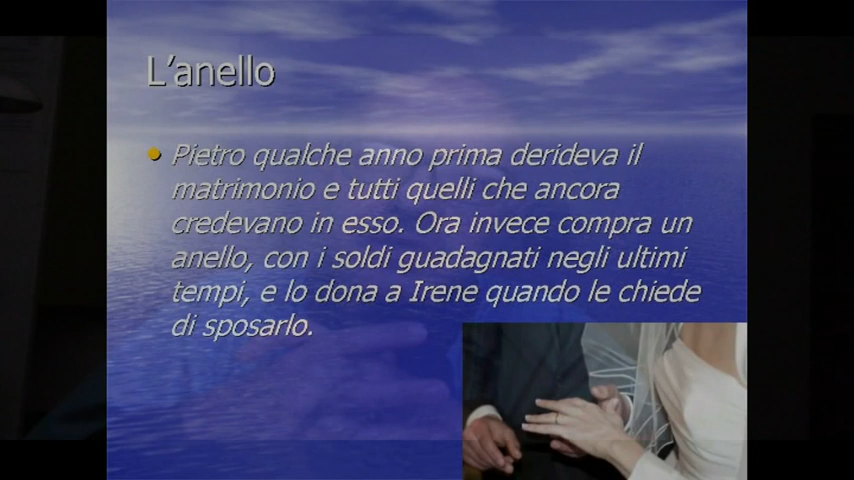 L’anello
Pietro qualche anno prima derideva il
matrimonio e tutti quelli che ancora
credevano in esso. Ora invece compra un
anello, con i soldi guadagnati negli ultimi
tempi, e lo dona a Irene quando le chiede
di sposarlo.